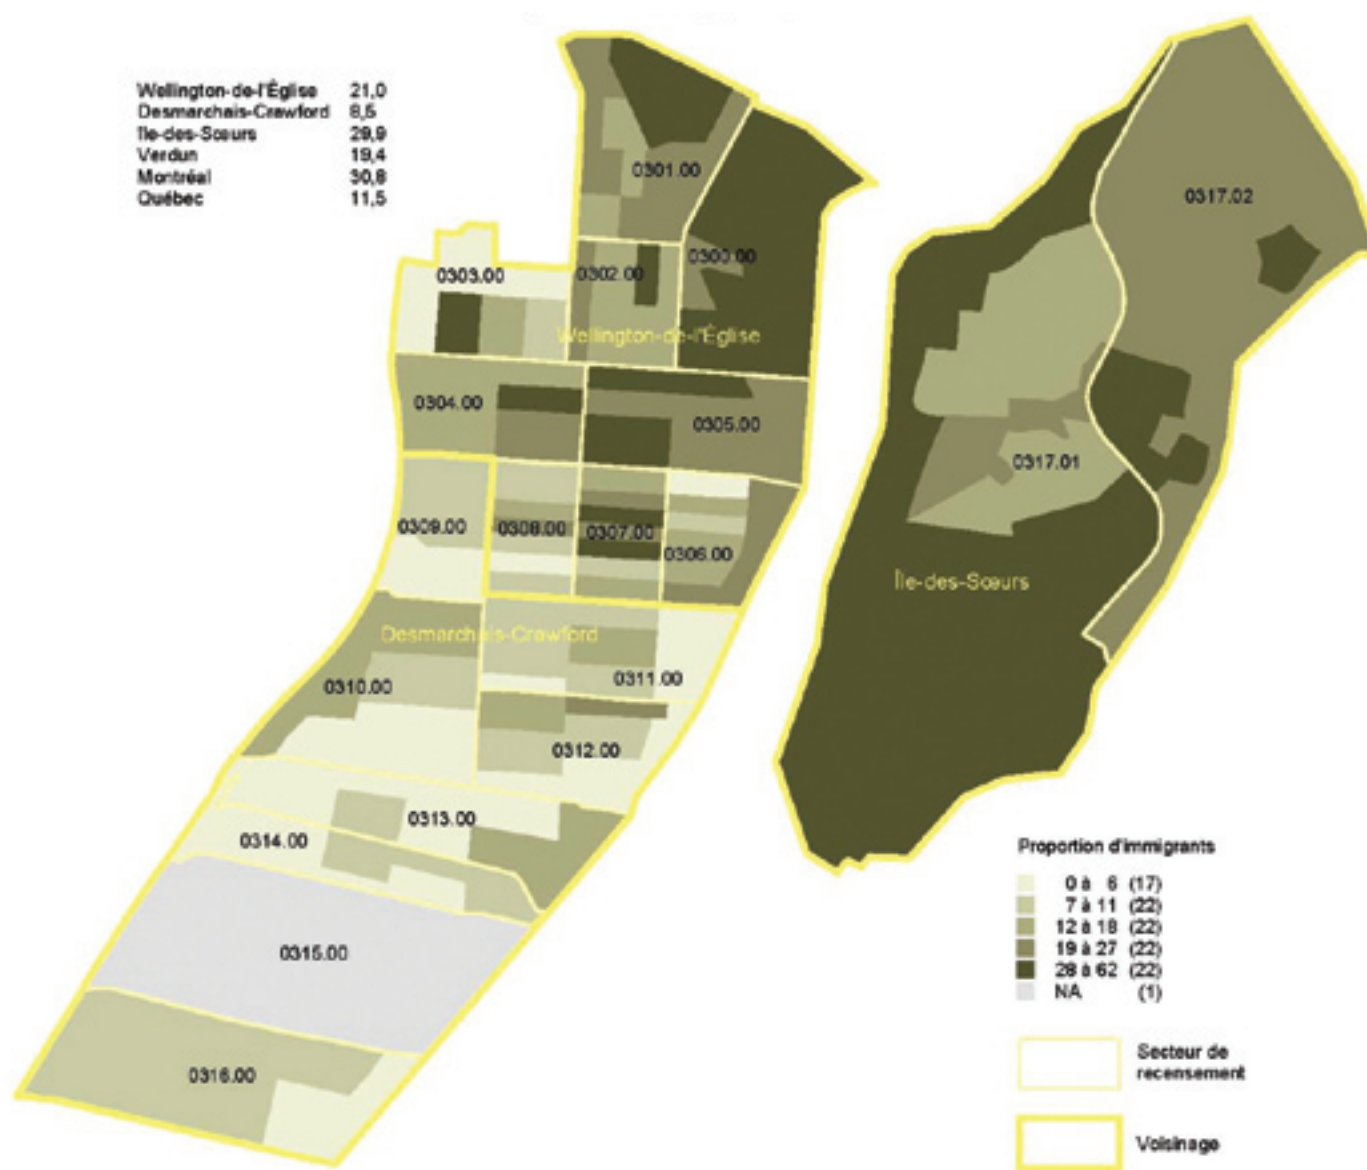 Wellington-de-l'Église 21,0
Desmarchais-Crawford 8,5
Île-des-Sœurs 29,9
Verdun 19,4
Montréal 30,8
Québec 11,5
0301.00
0317.02
0300.00
0302.00
0303.00
Wellington-de-l'Église
0304.00
0305.00
0317.01
0309.00
0308.00
0307.00
0306.00
Île-des-Sœurs
Desmarchais-Crawford
0311.00
0310.00
0312.00
0313.00
0314.00
0315.00
0316.00
Proportion d'immigrants
0 à 6 (17)
7 à 11 (22)
12 à 18 (22)
19 à 27 (22)
28 à 62 (22)
NA (1)
Secteur de
recensement
Voisinage